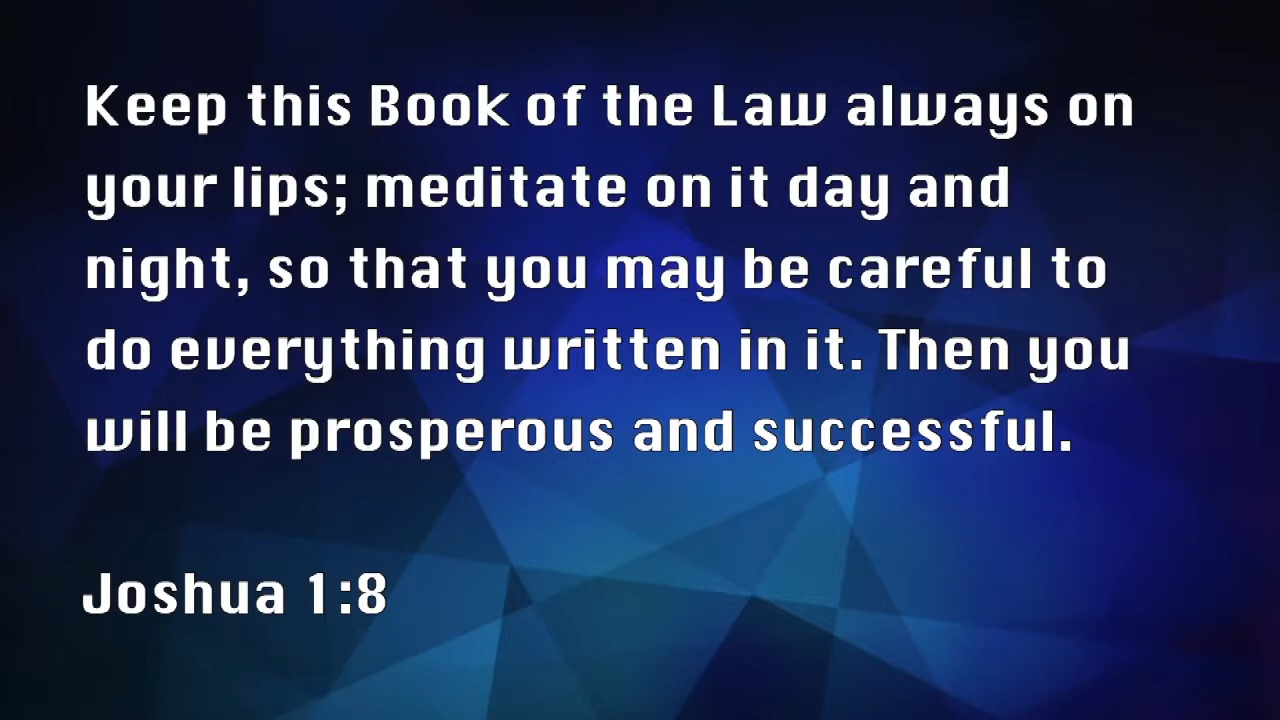 Keep this Book of the Law always on
your lips; meditate on it day and
night, so that you may be careful to
do everything written in it. Then you
will be prosperous and successful.
Joshua 1:8